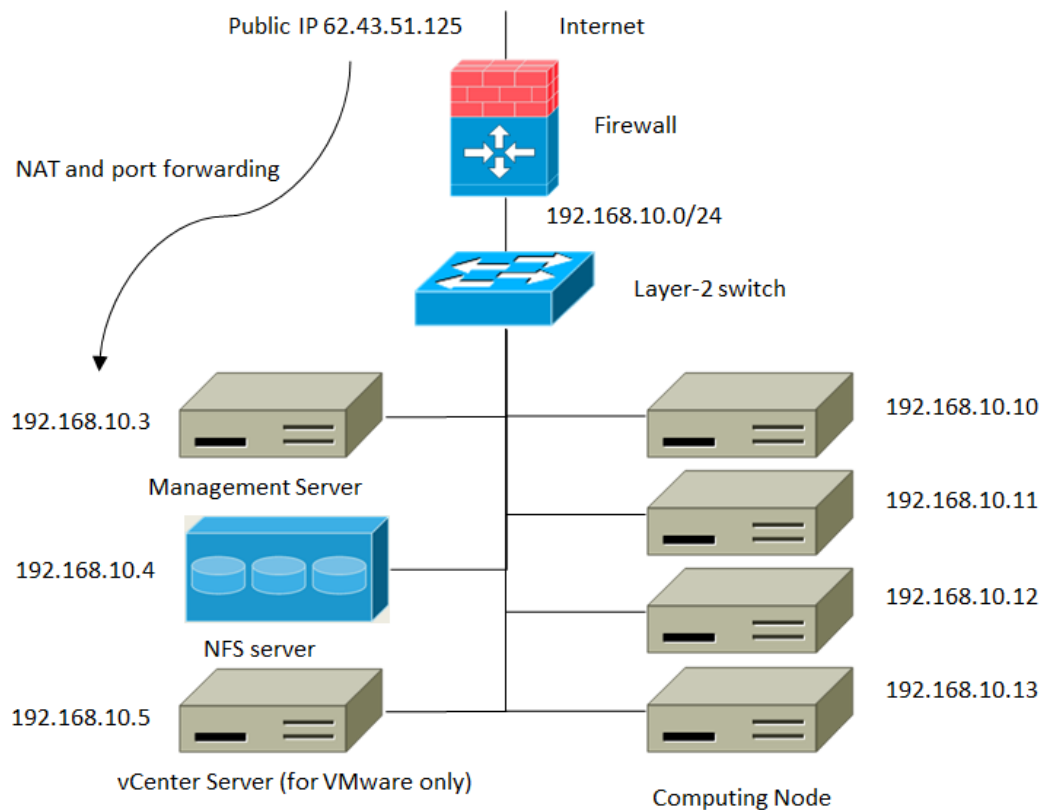 Public IP 62.43.51.125
Internet
Firewall
NAT and port forwarding
192.168.10.0/24
Layer-2 switch
192.168.10.3
Management Server
192.168.10.4
NFS server
192.168.10.5
vCenter Server (for VMware only)
192.168.10.10
192.168.10.11
192.168.10.12
192.168.10.13
Computing Node